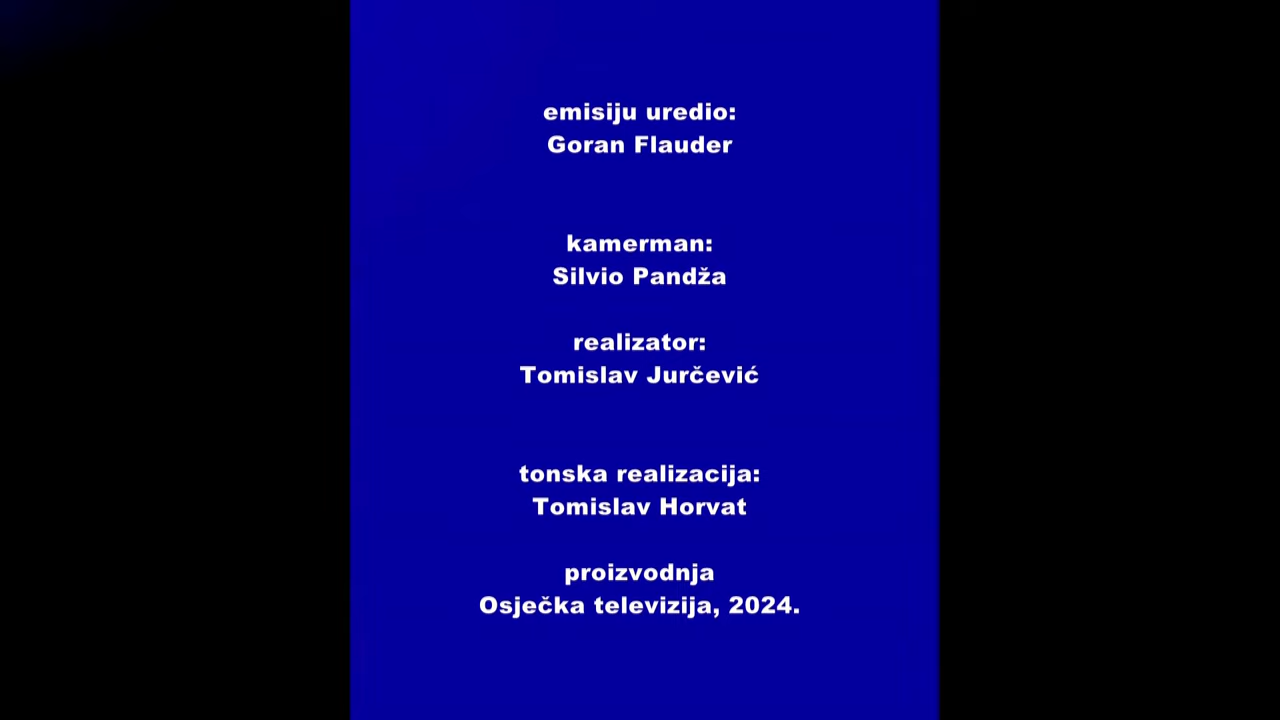 emisiju uredio:
Goran Flauder
kamerman:
Silvio Pandža
realizator:
Tomislav Jurčević
tonska realizacija:
Tomislav Horvat
proizvodnja
Osječka televizija, 2024.